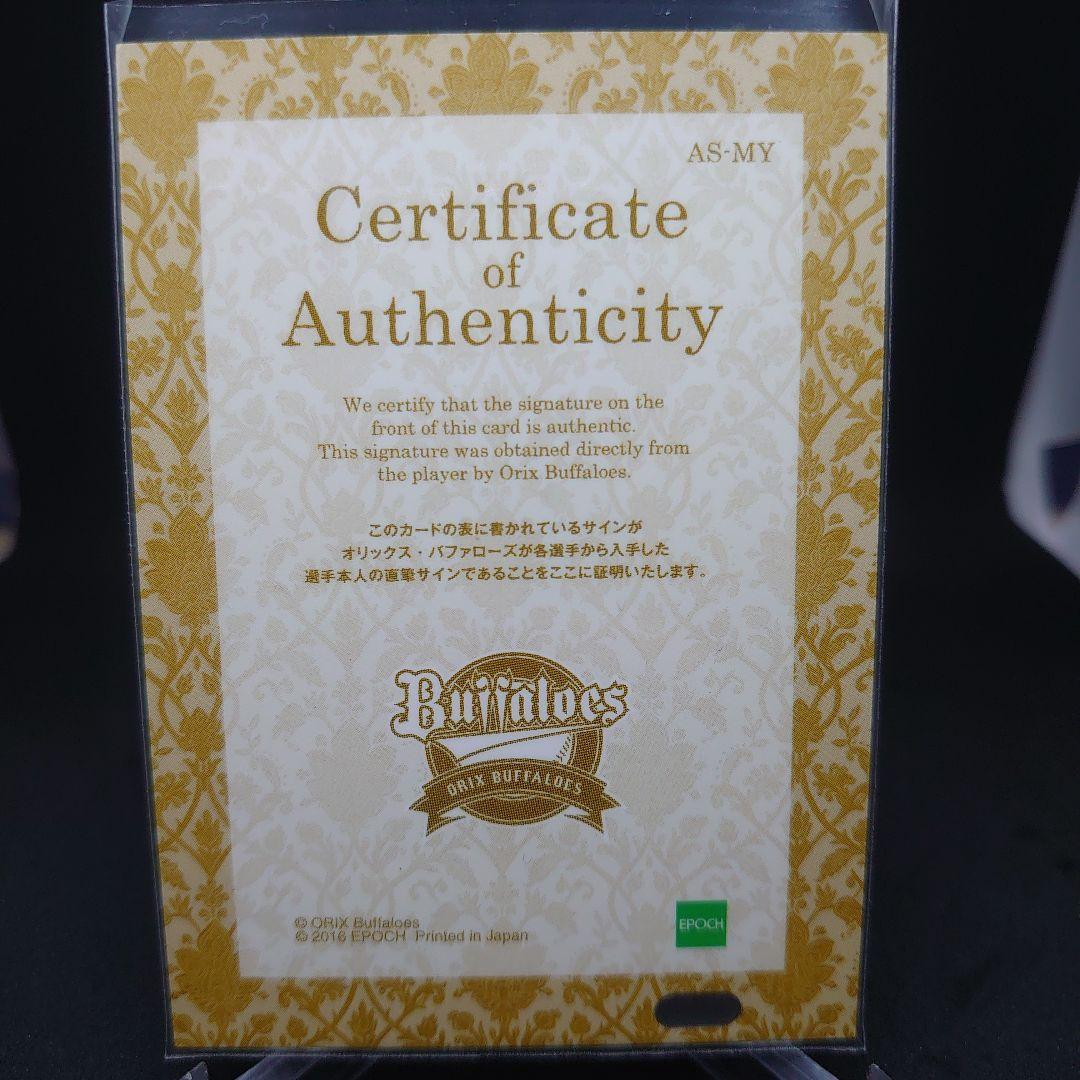 AS-MY
Certificate
of
Authenticity
We certify that the signature on the
front of this card is authentic.
This signature was obtained directly from
the player by Orix Buffaloes.
このカードの表に書かれているサインが
オリックス・バファローズが各選手から入手した
選手本人の直筆サインであることをここに証明いたします。
Buffaloes
ORIX BUFFALOES
© ORIX Buffaloes
© 2016 EPOCH Printed in Japan
EPOCH